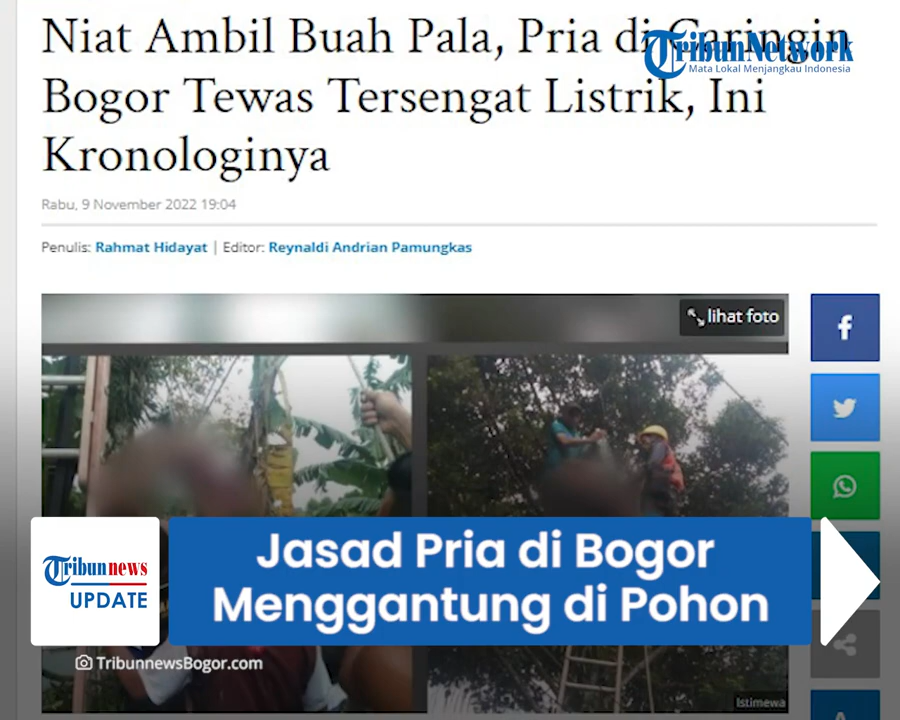 Niat Ambil Buah Pala, Pria di Caringin
TribunNetwork
Mata Lokal Menjangkau Indonesia
Bogor Tewas Tersengat Listrik, Ini
Kronologinya
Rabu, 9 November 2022 19:04
Penulis: Rahmat Hidayat | Editor: Reynaldi Andrian Pamungkas
lihat foto
Tribunnews
UPDATE
Jasad Pria di Bogor
Menggantung di Pohon
TribunnewsBogor.com
Istimewa